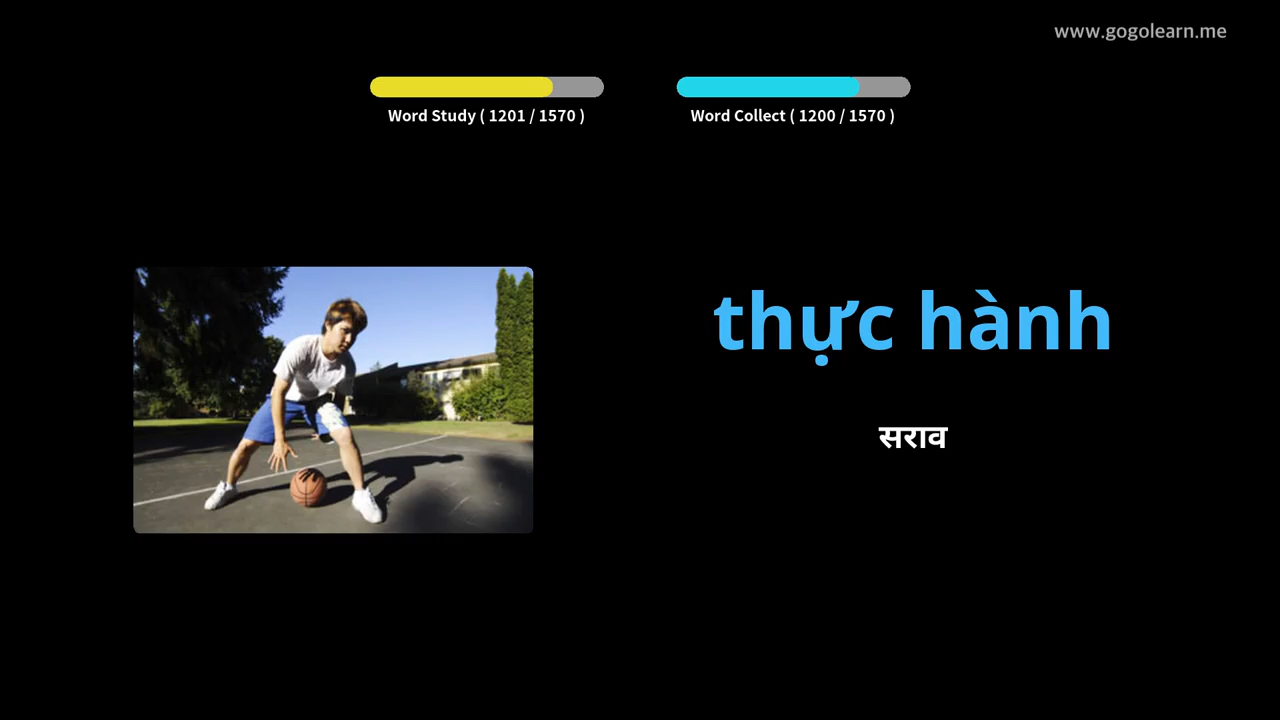 www.gogolearn.me
Word Study ( 1201 / 1570 )
Word Collect ( 1200 / 1570 )
thực hành
सराव